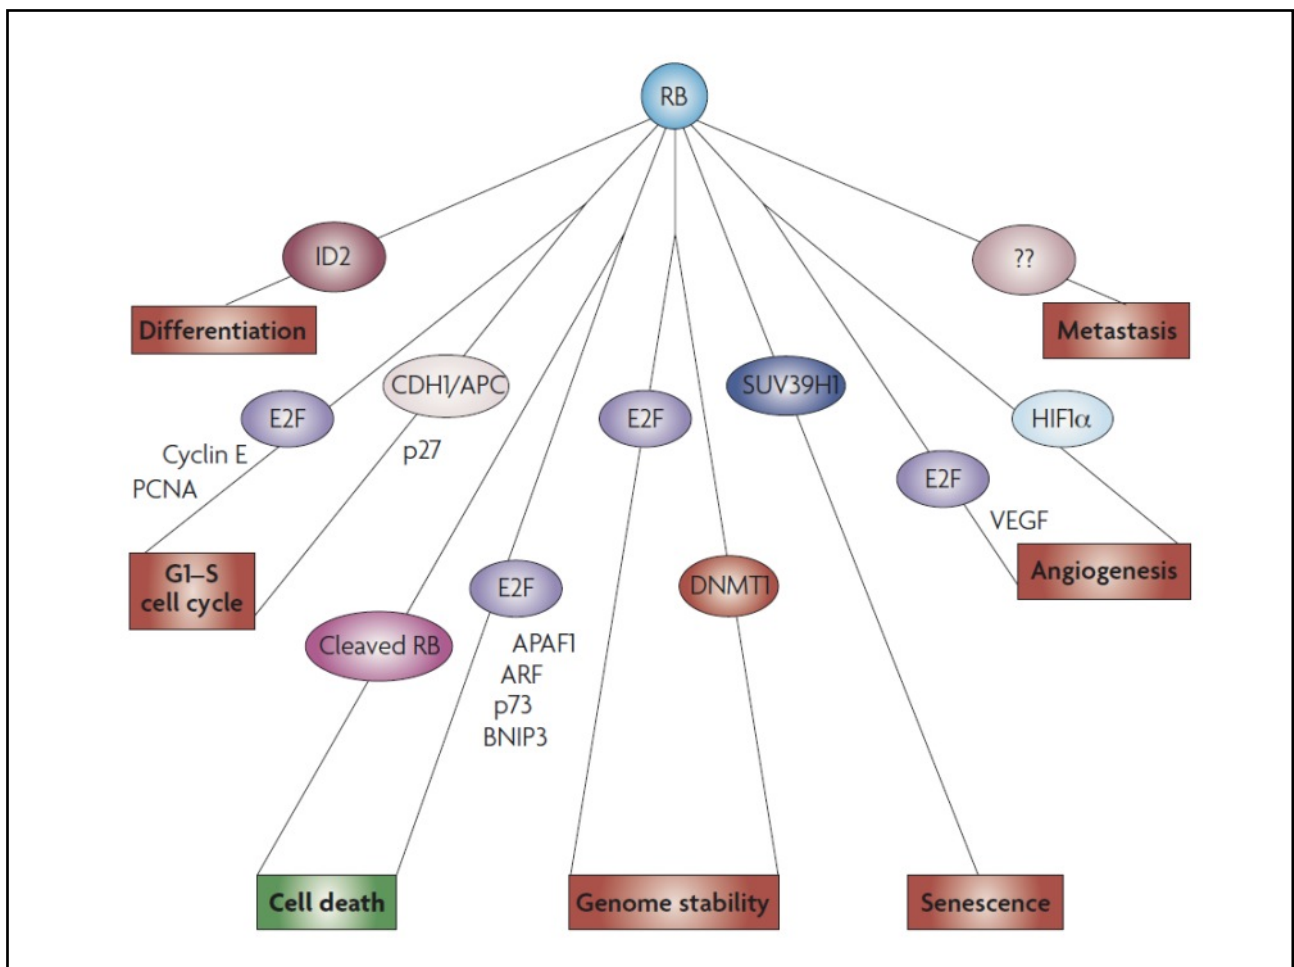 RB
ID2
??
Differentiation
Metastasis
CDH1/APC
SUV39H1
E2F
E2F
HIF1α
Cyclin E
p27
PCNA
E2F
VEGF
G1–S
cell cycle
Angiogenesis
E2F
DNMT1
Cleaved RB
APAF1
ARF
p73
BNIP3
Cell death
Genome stability
Senescence